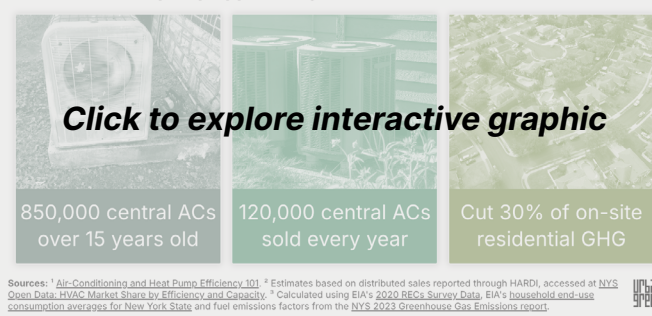 Click to explore interactive graphic
850,000 central ACs 120,000 central ACs Cut 30% of on-site
over 15 years old sold every year residential GHG
Sources: ¹ Air-Conditioning and Heat Pump Efficiency 101. ² Estimates based on distributed sales reported through HARDI, accessed at NYS
Open Data: HVAC Market Share by Efficiency and Capacity. ³ Calculated using EIA's 2020 RECs Survey Data, EIA's household end-use
consumption averages for New York State and fuel emissions factors from the NYS 2023 Greenhouse Gas Emissions report.